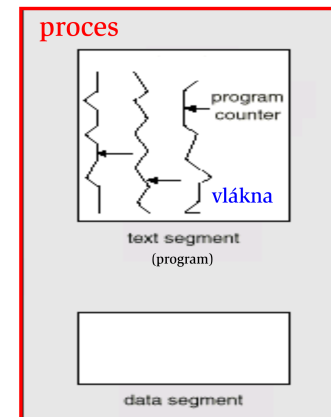 proces
program
counter
vlákna
text segment
(program)
data segment